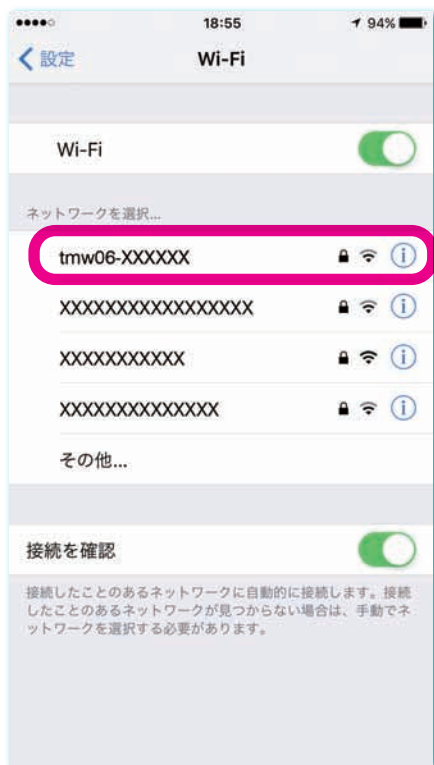 18:55
94%
設定
Wi-Fi
Wi-Fi
ネットワークを選択...
tmw06-XXXXXX
XXXXXXXXXXXXXXXXX
XXXXXXXXXXX
XXXXXXXXXXXXXX
その他...
接続を確認
接続したことのあるネットワークに自動的に接続します。接続
したことのあるネットワークが見つからない場合は、手動でネ
ットワークを選択する必要があります。